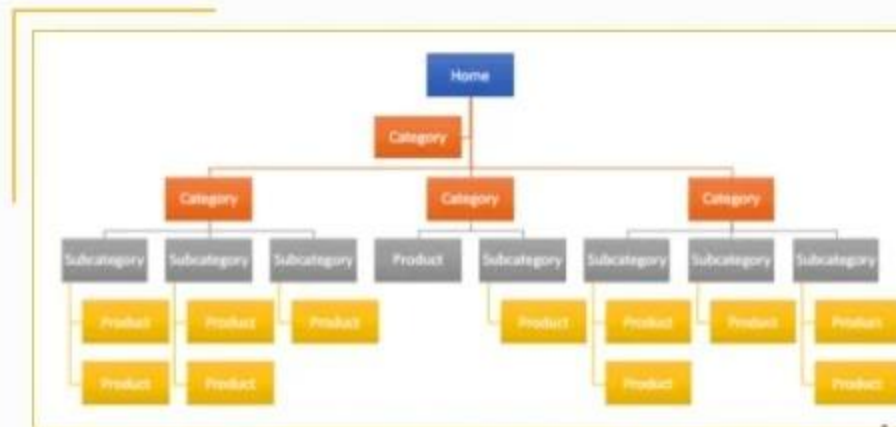 Home
Category
Category Category Category
Subcategory Subcategory Subcategory Product Subcategory Subcategory Subcategory Subcategory
Product Product Product Product Product Product Product
Product Product Product Product